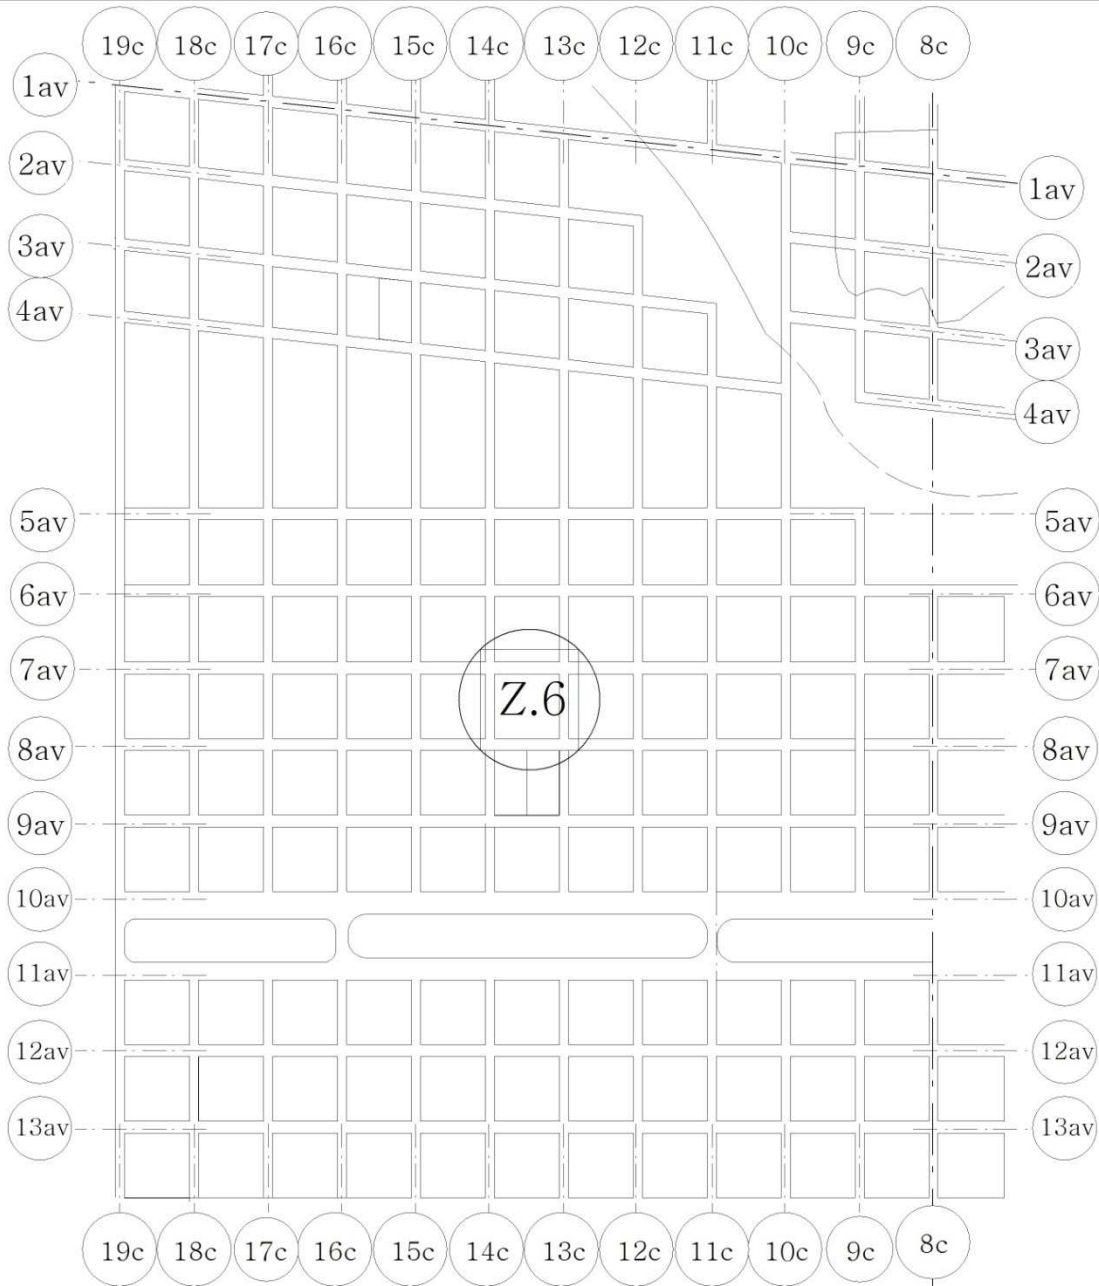 19c 18c 17c 16c 15c 14c 13c 12c 11c 10c 9c 8c
1av
2av
1av
3av
2av
4av
3av
4av
5av 5av
6av 6av
7av Z.6 7av
8av 8av
9av 9av
10av 10av
11av 11av
12av 12av
13av 13av
19c 18c 17c 16c 15c 14c 13c 12c 11c 10c 9c 8c